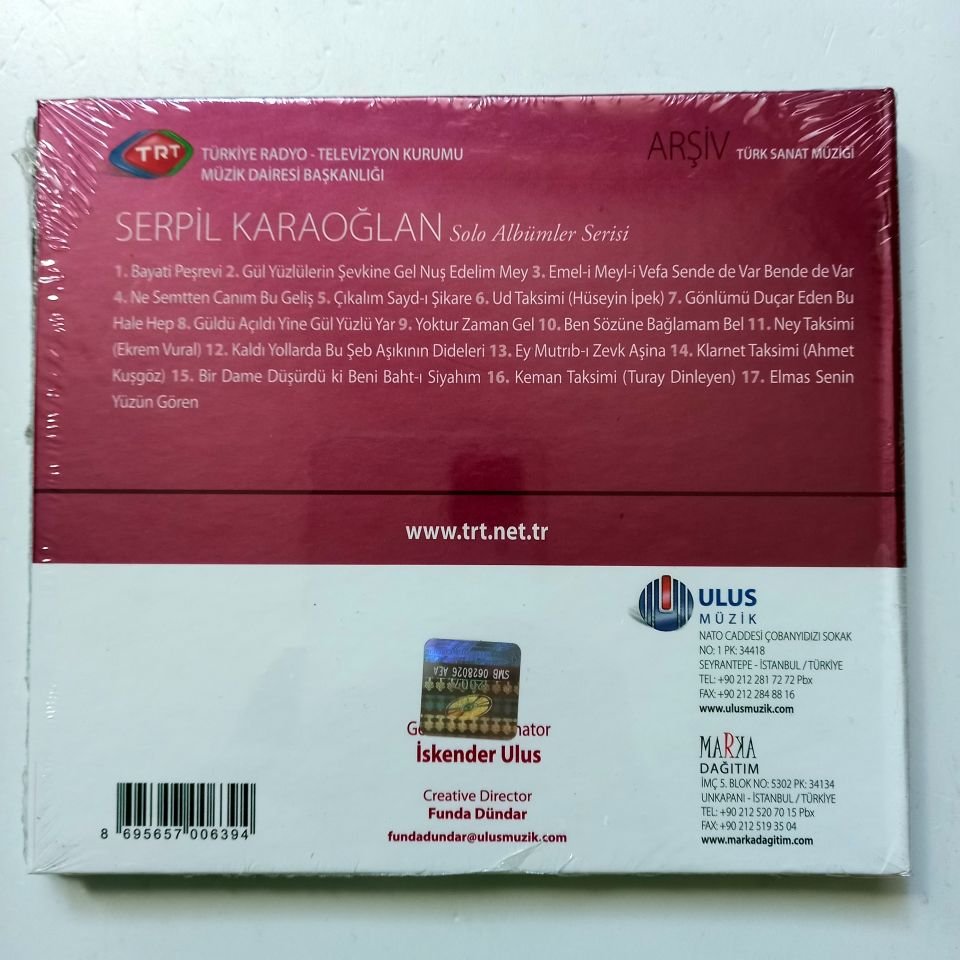 TRT
TÜRKİYE RADYO - TELEVİZYON KURUMU
MÜZİK DAİRESİ BAŞKANLIĞI
ARŞİV TÜRK SANAT MÜZİĞİ
SERPİL KARAOĞLAN Solo Albümler Serisi
1. Bayati Peşrevi 2. Gül Yüzlülerin Şevkine Gel Nuş Edelim Mey 3. Emel-i Meyl-i Vefa Sende de Var Bende de Var
4. Ne Semtten Canım Bu Geliş 5. Çıkalım Sayd-ı Şikare 6. Ud Taksimi (Hüseyin İpek) 7. Gönlümü Duçar Eden Bu
Hale Hep 8. Güldü Açıldı Yine Gül Yüzlü Yar 9. Yoktur Zaman Gel 10. Ben Sözüne Bağlamam Bel 11. Ney Taksimi
(Ekrem Vural) 12. Kaldı Yollarda Bu Şeb Aşıkının Dideleri 13. Ey Mutrıb-ı Zevk Aşina 14. Klarnet Taksimi (Ahmet
Kuşgöz) 15. Bir Dame Düşürdü ki Beni Baht-ı Siyahım 16. Keman Taksimi (Turay Dinleyen) 17. Elmas Senin
Yüzün Gören
www.trt.net.tr
ULUS
MÜZİK
NATO CADDESİ ÇOBANYIDIZI SOKAK
NO: 1 PK: 34418
SEYRANTEPE - İSTANBUL / TÜRKİYE
TEL: +90 212 281 72 72 Pbx
FAX: +90 212 284 88 16
www.ulusmuzik.com
SMB 0628026 AEA
İskender Ulus
Creative Director
Funda Dündar
fundadundar@ulusmuzik.com
MARKA
DAĞITIM
İMÇ 5. BLOK NO: 5302 PK: 34134
UNKAPANI - İSTANBUL / TÜRKİYE
TEL: +90 212 520 70 15 Pbx
FAX: +90 212 519 35 04
www.markadagitim.com
8 695657 006394